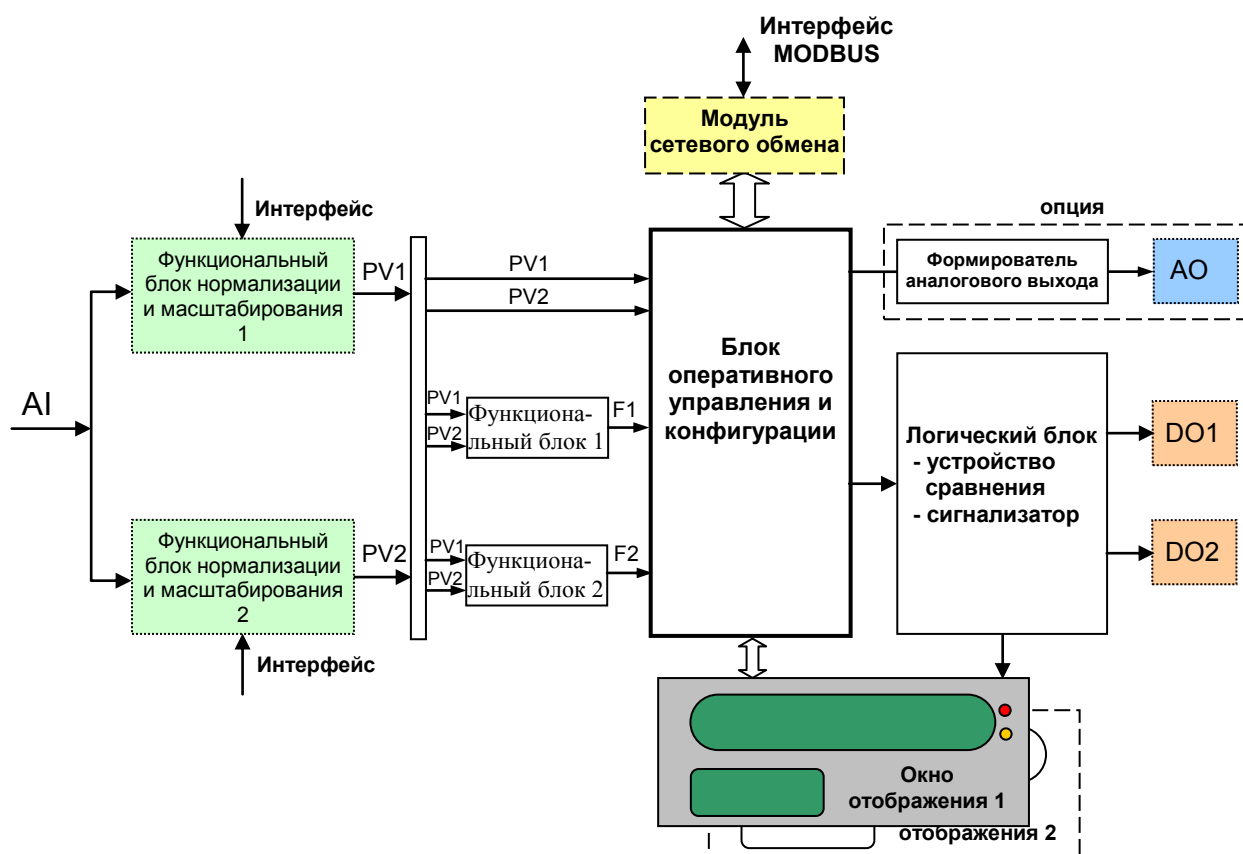 Интерфейс
MODBUS
Модуль
сетевого обмена
Интерфейс
Функциональный
блок нормализации
и масштабирования
1
PV1
PV1
PV2
опция
Формирователь
аналогового выхода
AO
Блок
оперативного
управления и
конфигурации
AI
PV1
PV2
Функциона-
льный блок 1
F1
Логический блок
- устройство
сравнения
- сигнализатор
DO1
DO2
Функциональный
блок нормализации
и масштабирования
2
PV2
PV1
PV2
Функциона-
льный блок 2
F2
Интерфейс
Окно
отображения 1
отображения 2